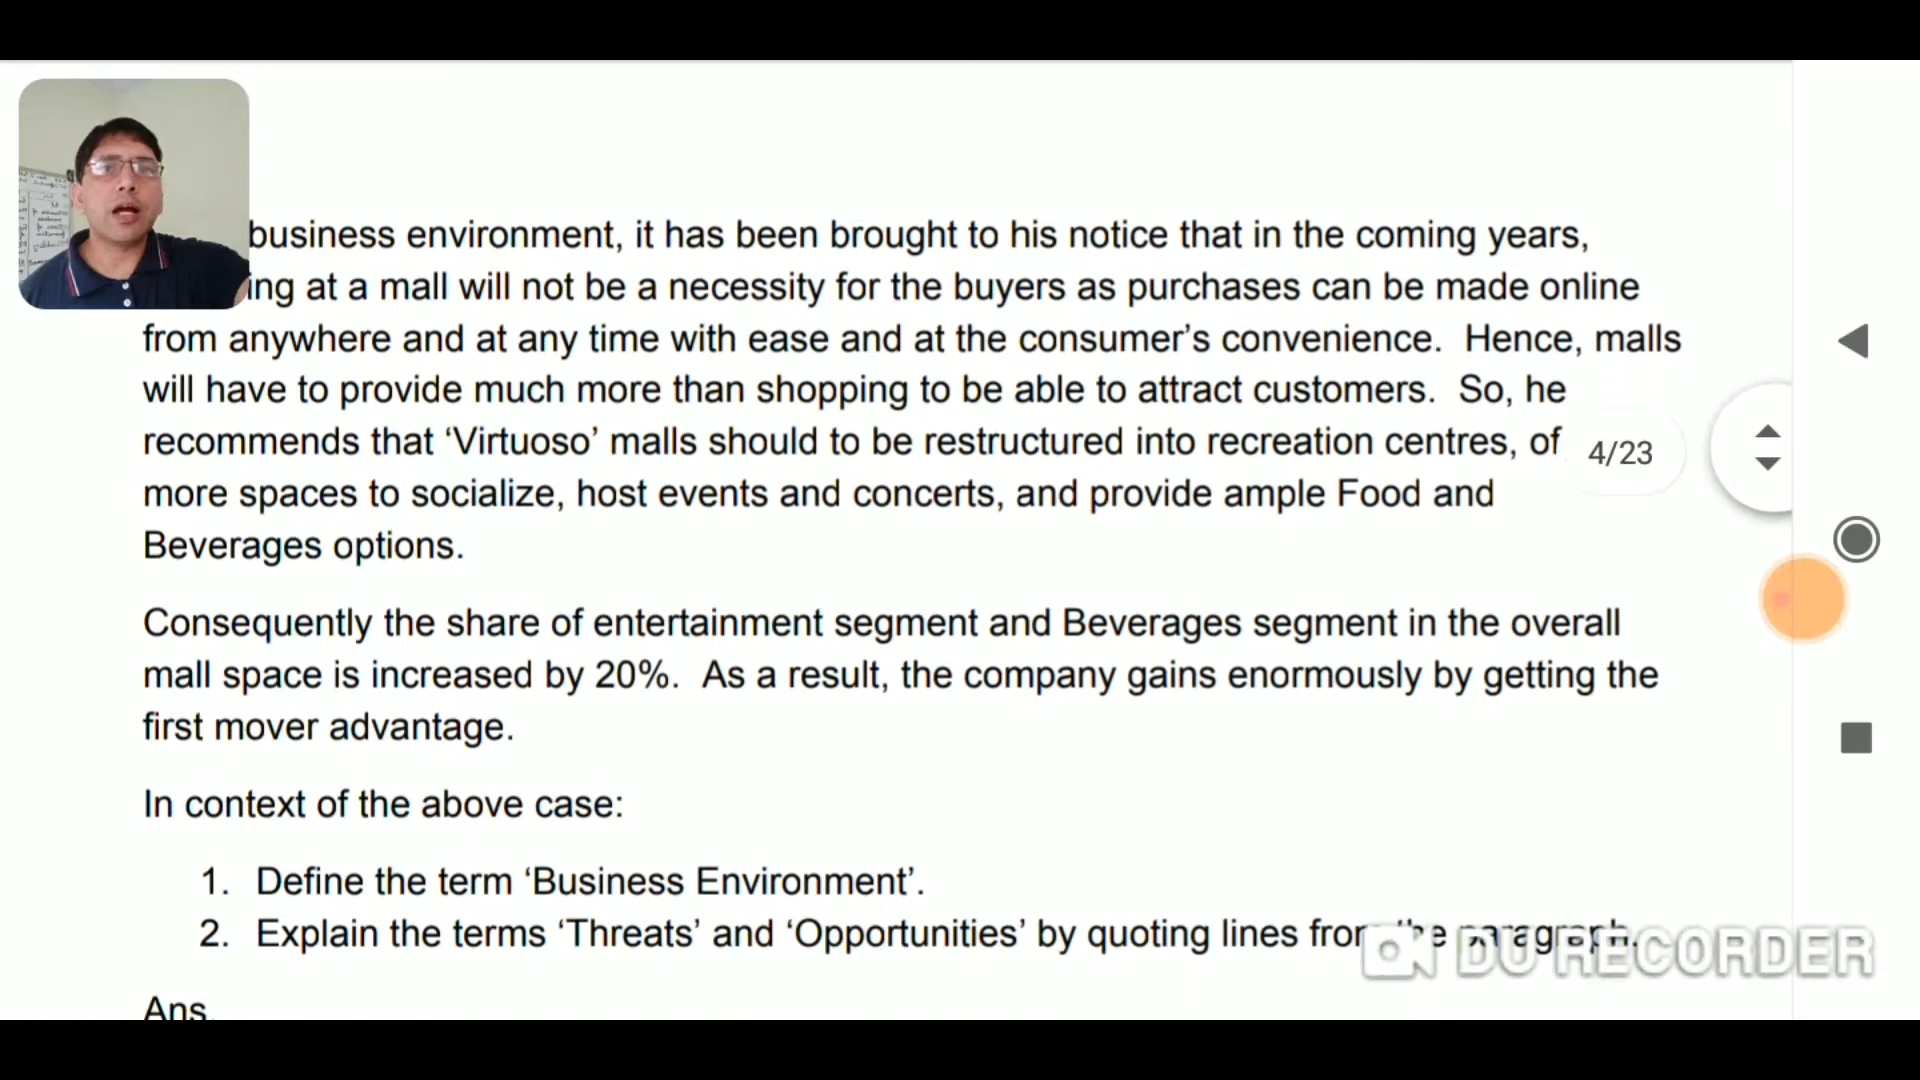 business environment, it has been brought to his notice that in the coming years,
ing at a mall will not be a necessity for the buyers as purchases can be made online
from anywhere and at any time with ease and at the consumer’s convenience. Hence, malls
will have to provide much more than shopping to be able to attract customers. So, he
recommends that ‘Virtuoso’ malls should to be restructured into recreation centres, of
4/23
more spaces to socialize, host events and concerts, and provide ample Food and
Beverages options.
Consequently the share of entertainment segment and Beverages segment in the overall
mall space is increased by 20%. As a result, the company gains enormously by getting the
first mover advantage.
In context of the above case:
1. Define the term ‘Business Environment’.
2. Explain the terms ‘Threats’ and ‘Opportunities’ by quoting lines from the paragraph.
DU RECORDER
Ans.